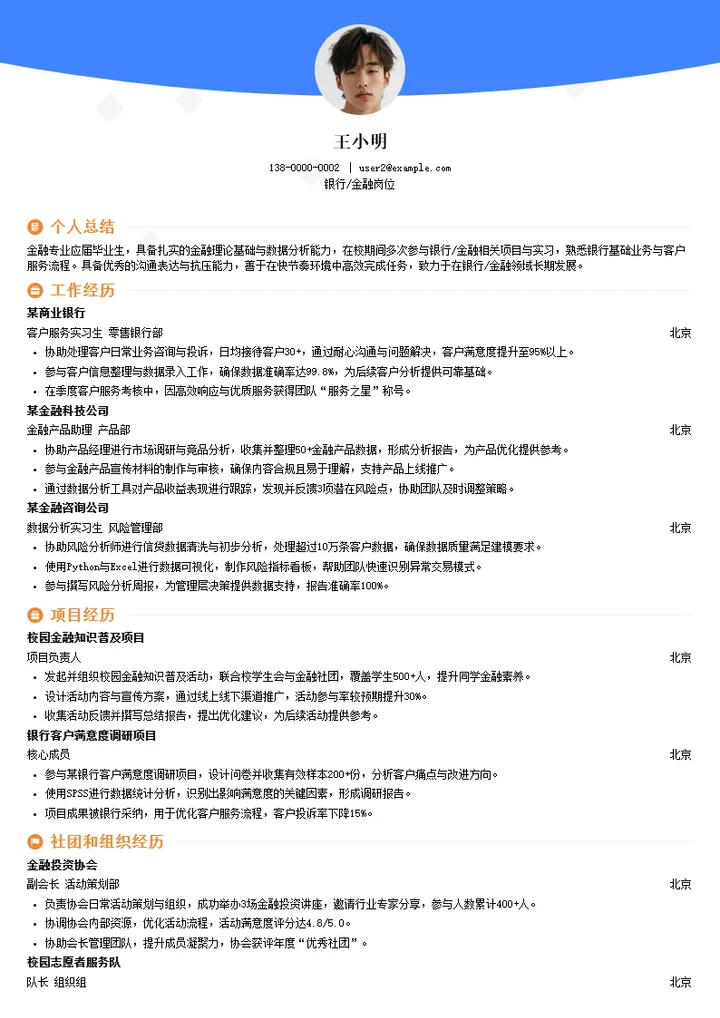 王小明
138-0000-0002 | user2@example.com
银行/金融岗位
个人总结
金融专业应届毕业生，具备扎实的金融理论基础与数据分析能力，在校期间多次参与银行/金融相关项目与实习，熟悉银行基础业务与客户
服务流程。具备优秀的沟通表达与抗压能力，善于在快节奏环境中高效完成任务，致力于在银行/金融领域长期发展。
工作经历
某商业银行
客户服务实习生 零售银行部 北京
• 协助处理客户日常业务咨询与投诉，日均接待客户30+，通过耐心沟通与问题解决，客户满意度提升至95%以上。
• 参与客户信息整理与数据录入工作，确保数据准确率达99.8%，为后续客户分析提供可靠基础。
• 在季度客户服务考核中，因高效响应与优质服务获得团队“服务之星”称号。
某金融科技公司
金融产品助理 产品部 北京
• 协助产品经理进行市场调研与竞品分析，收集并整理50+金融产品数据，形成分析报告，为产品优化提供参考。
• 参与金融产品宣传材料的制作与审核，确保内容合规且易于理解，支持产品上线推广。
• 通过数据分析工具对产品收益表现进行跟踪，发现并反馈3项潜在风险点，协助团队及时调整策略。
某金融咨询公司
数据分析实习生 风险管理部 北京
• 协助风险分析师进行信贷数据清洗与初步分析，处理超过10万条客户数据，确保数据质量满足建模要求。
• 使用Python与Excel进行数据可视化，制作风险指标看板，帮助团队快速识别异常交易模式。
• 参与撰写风险分析周报，为管理层决策提供数据支持，报告准确率100%。
项目经历
校园金融知识普及项目
项目负责人 北京
• 发起并组织校园金融知识普及活动，联合校学生会与金融社团，覆盖学生500+人，提升同学金融素养。
• 设计活动内容与宣传方案，通过线上线下渠道推广，活动参与率较预期提升30%。
• 收集活动反馈并撰写总结报告，提出优化建议，为后续活动提供参考。
银行客户满意度调研项目
核心成员 北京
• 参与某银行客户满意度调研项目，设计问卷并收集有效样本200+份，分析客户痛点与改进方向。
• 使用SPSS进行数据统计分析，识别出影响满意度的关键因素，形成调研报告。
• 项目成果被银行采纳，用于优化客户服务流程，客户投诉率下降15%。
社团和组织经历
金融投资协会
副会长 活动策划部 北京
• 负责协会日常活动策划与组织，成功举办3场金融投资讲座，邀请行业专家分享，参与人数累计400+人。
• 协调协会内部资源，优化活动流程，活动满意度评分达4.8/5.0。
• 协助会长管理团队，提升成员凝聚力，协会获评年度“优秀社团”。
校园志愿者服务队
队长 组织组 北京